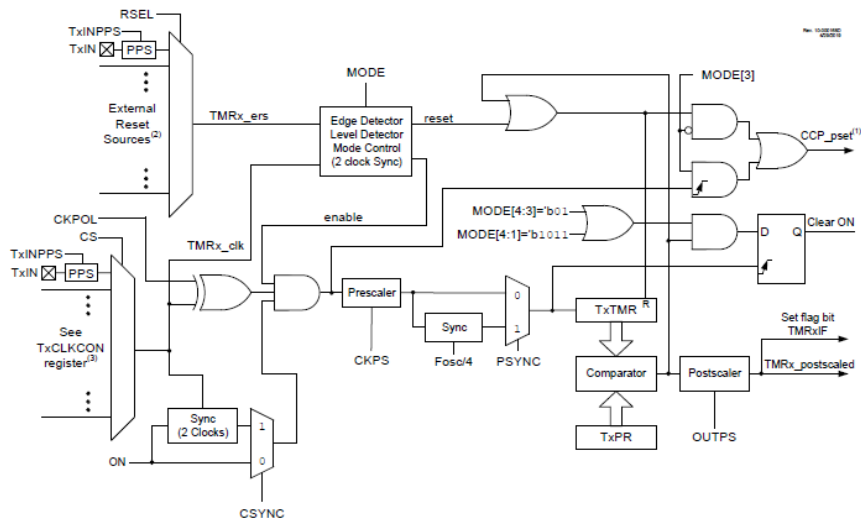 RSEL
TxINPPS
TxIN
PPS
External
Reset
Sources(2)
TMRx_ers
MODE
Edge Detector
Level Detector
Mode Control
(2 clock Sync)
reset
MODE[3]
CCP_pset(1)
enable
MODE[4:3]='b01
MODE[4:1]='b1011
D
Q
Clear ON
CKPOL
CS
TxINPPS
TxIN
PPS
TMRx_clk
See
TxCLKCON
register(3)
Prescaler
CKPS
Sync
Fosc/4
0
1
PSYNC
TxTMR
R
Comparator
TxPR
Postscaler
OUTPS
Set flag bit
TMRxIF
TMRx_postscaled
Sync
(2 Clocks)
1
0
ON
CSYNC